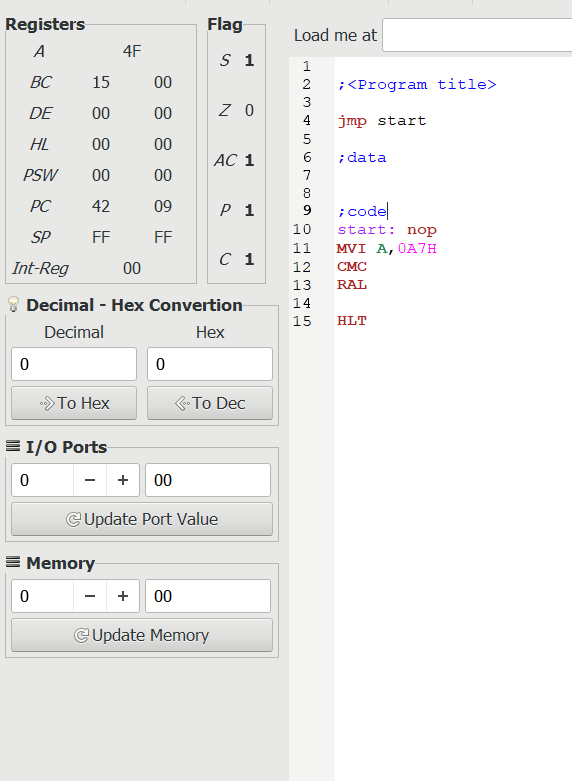 Registers
A 4F
BC 15 00
DE 00 00
HL 00 00
PSW 00 00
PC 42 09
SP FF FF
Int-Reg 00
Flag
S 1
Z 0
AC 1
P 1
C 1
Decimal - Hex Convertion
Decimal Hex
0 0
To Hex To Dec
I/O Ports
0 − + 00
Update Port Value
Memory
0 − + 00
Update Memory
Load me at
1
2 ;<Program title>
3
4 jmp start
5
6 ;data
7
8
9 ;code
10 start: nop
11 MVI A,0A7H
12 CMC
13 RAL
14
15 HLT